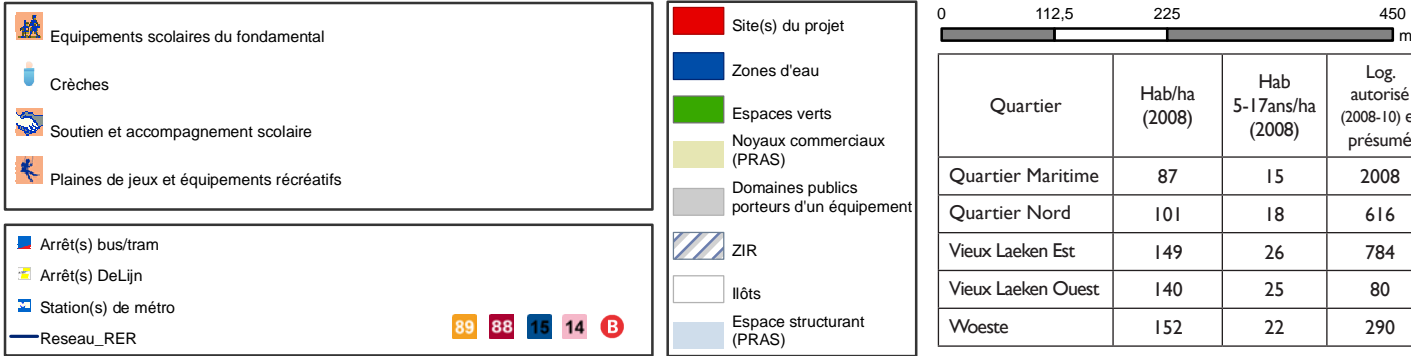 Equipements scolaires du fondamental
Crèches
Soutien et accompagnement scolaire
Plaines de jeux et équipements récréatifs
Arrêt(s) bus/tram
Arrêt(s) DeLijn
Station(s) de métro
Reseau_RER
89 88 15 14 B
Site(s) du projet
Zones d'eau
Espaces verts
Noyaux commerciaux
(PRAS)
Domaines publics
porteurs d'un équipement
ZIR
Ilôts
Espace structurant
(PRAS)
0 112,5 225 450
m
Quartier Hab/ha (2008) Hab 5-17ans/ha (2008) Log. autorisé (2008-10) e présumé
Quartier Maritime 87 15 2008
Quartier Nord 101 18 616
Vieux Laeken Est 149 26 784
Vieux Laeken Ouest 140 25 80
Woeste 152 22 290